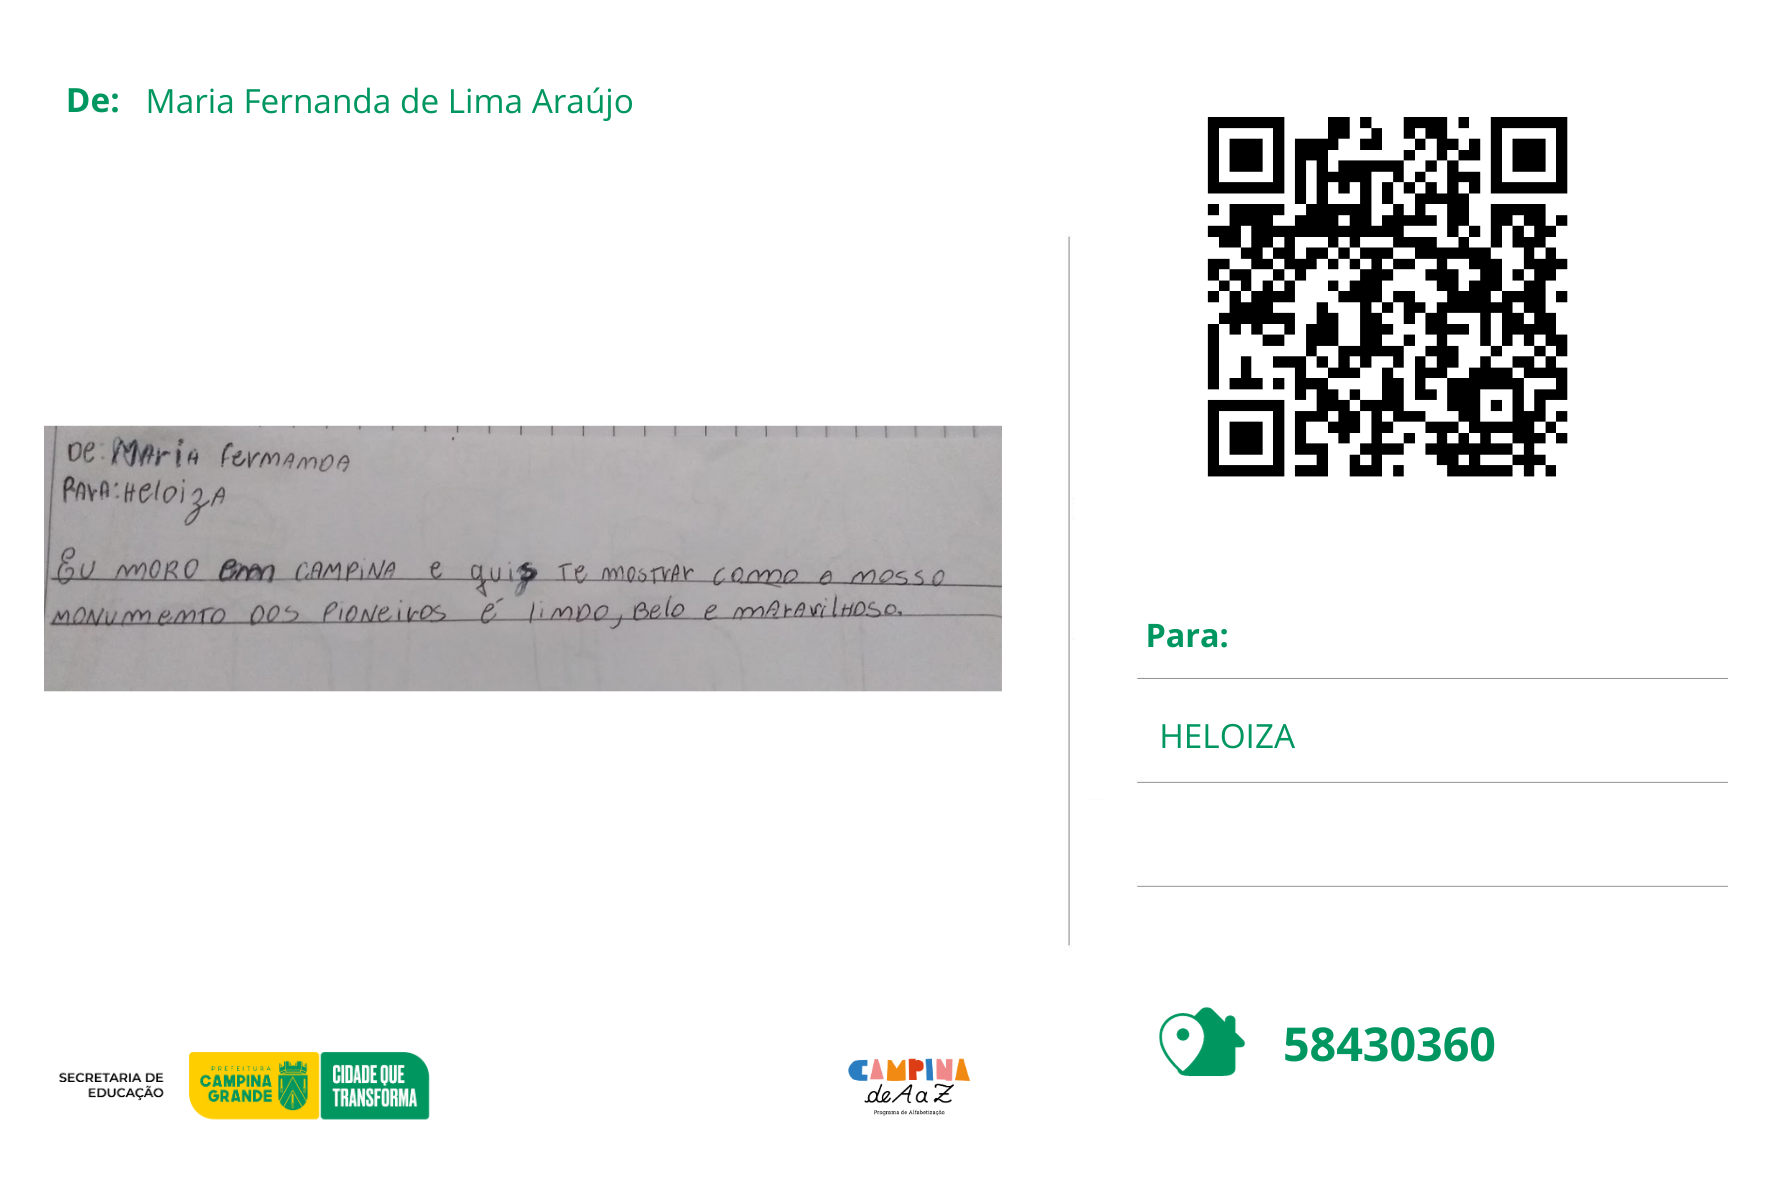 De: Maria Fernanda de Lima Araújo
De: MAriA fermAmDA
PArA: HeloizA
Eu moro em CAMPiNA e quis Te mosTrAr como o mosso
moNumemTo DOS PiONeiros é limDo, Belo e mArAvilHoso.
Para:
HELOIZA
58430360
SECRETARIA DE
EDUCAÇÃO
PREFEITURA
CAMPINA
GRANDE
CIDADE QUE
TRANSFORMA
CAMPINA
de A a Z
Programa de Alfabetização